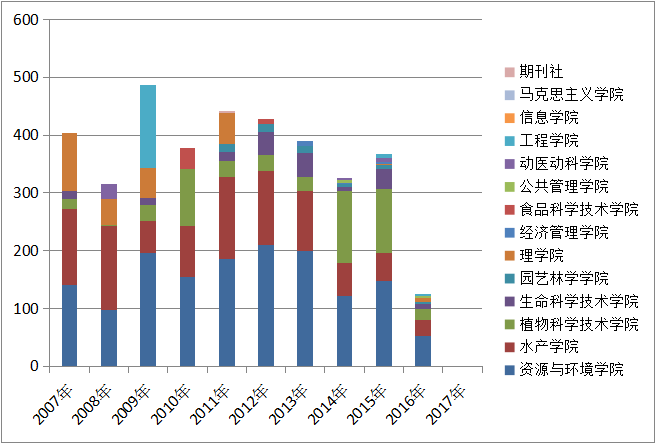 600
500
400
300
200
100
0
2007年
2008年
2009年
2010年
2011年
2012年
2013年
2014年
2015年
2016年
2017年
期刊社
马克思主义学院
信息学院
工程学院
动医动科学院
公共管理学院
食品科学技术学院
经济管理学院
理学院
园艺林学学院
生命科学技术学院
植物科学技术学院
水产学院
资源与环境学院